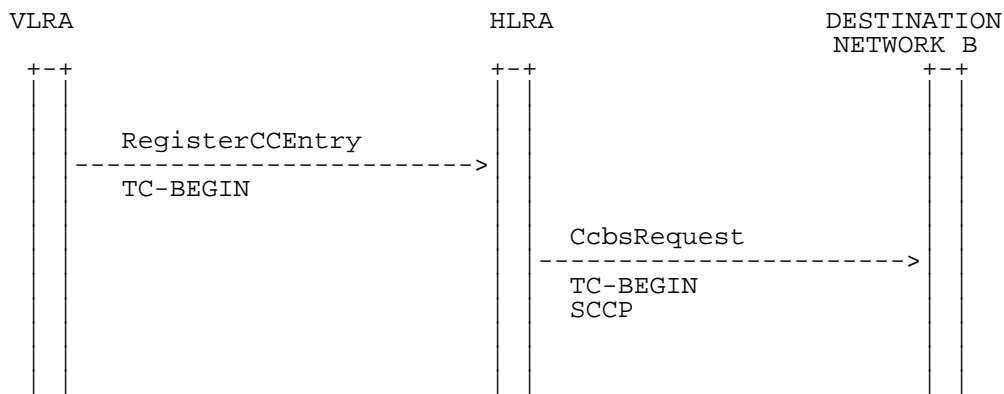 VLRA HLRA DESTINATION
NETWORK B
RegisterCCEntry
TC-BEGIN
CcbsRequest
TC-BEGIN
SCCP